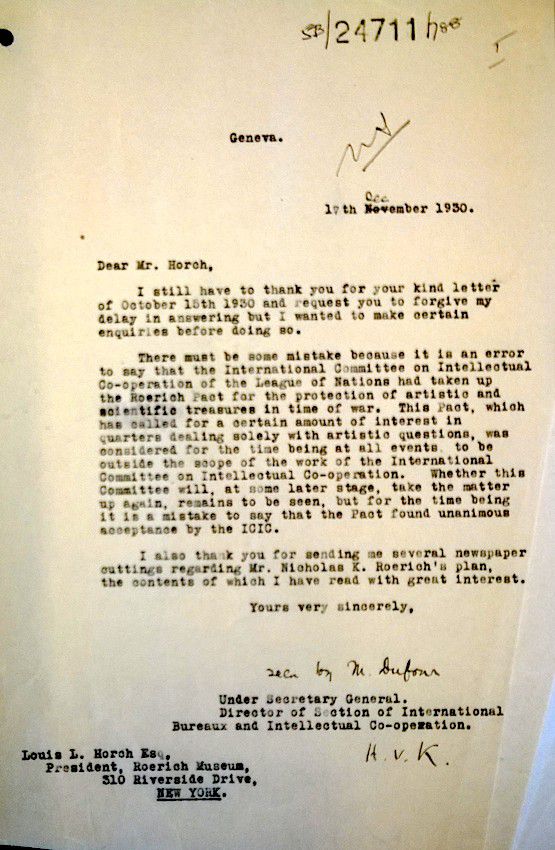 SB/24711/788
I
Geneva.
Dec
17th November 1930.
Dear Mr. Horch,
I still have to thank you for your kind letter
of October 15th 1930 and request you to forgive my
delay in answering but I wanted to make certain
enquiries before doing so.
There must be some mistake because it is an error
to say that the International Committee on Intellectual
Co-operation of the League of Nations had taken up
the Roerich Pact for the protection of artistic and
scientific treasures in time of war. This Pact, which
has called for a certain amount of interest in
quarters dealing solely with artistic questions, was
considered for the time being at all events, to be
outside the scope of the work of the International
Committee on Intellectual Co-operation. Whether this
Committee will, at some later stage, take the matter
up again, remains to be seen, but for the time being
it is a mistake to say that the Pact found unanimous
acceptance by the ICIC.
I also thank you for sending me several newspaper
cuttings regarding Mr. Nicholas K. Roerich's plan,
the contents of which I have read with great interest.
Yours very sincerely,
seen by M. Dufour
Under Secretary General.
Director of Section of International
Bureaux and Intellectual Co-operation.
H. v. K.
Louis L. Horch Esq,
President, Roerich Museum,
310 Riverside Drive,
NEW YORK.